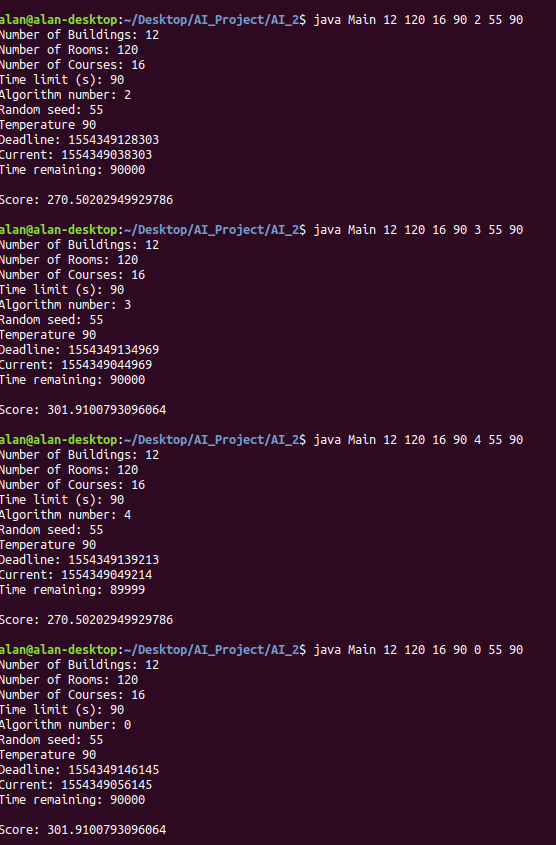 alan@alan-desktop:~/Desktop/AI_Project/AI_2$ java Main 12 120 16 90 2 55 90
Number of Buildings: 12
Number of Rooms: 120
Number of Courses: 16
Time limit (s): 90
Algorithm number: 2
Random seed: 55
Temperature 90
Deadline: 1554349128303
Current: 1554349038303
Time remaining: 90000
Score: 270.50202949929786
alan@alan-desktop:~/Desktop/AI_Project/AI_2$ java Main 12 120 16 90 3 55 90
Number of Buildings: 12
Number of Rooms: 120
Number of Courses: 16
Time limit (s): 90
Algorithm number: 3
Random seed: 55
Temperature 90
Deadline: 1554349134969
Current: 1554349044969
Time remaining: 90000
Score: 301.9100793096064
alan@alan-desktop:~/Desktop/AI_Project/AI_2$ java Main 12 120 16 90 4 55 90
Number of Buildings: 12
Number of Rooms: 120
Number of Courses: 16
Time limit (s): 90
Algorithm number: 4
Random seed: 55
Temperature 90
Deadline: 1554349139213
Current: 1554349049214
Time remaining: 89999
Score: 270.50202949929786
alan@alan-desktop:~/Desktop/AI_Project/AI_2$ java Main 12 120 16 90 0 55 90
Number of Buildings: 12
Number of Rooms: 120
Number of Courses: 16
Time limit (s): 90
Algorithm number: 0
Random seed: 55
Temperature 90
Deadline: 1554349146145
Current: 1554349056145
Time remaining: 90000
Score: 301.9100793096064